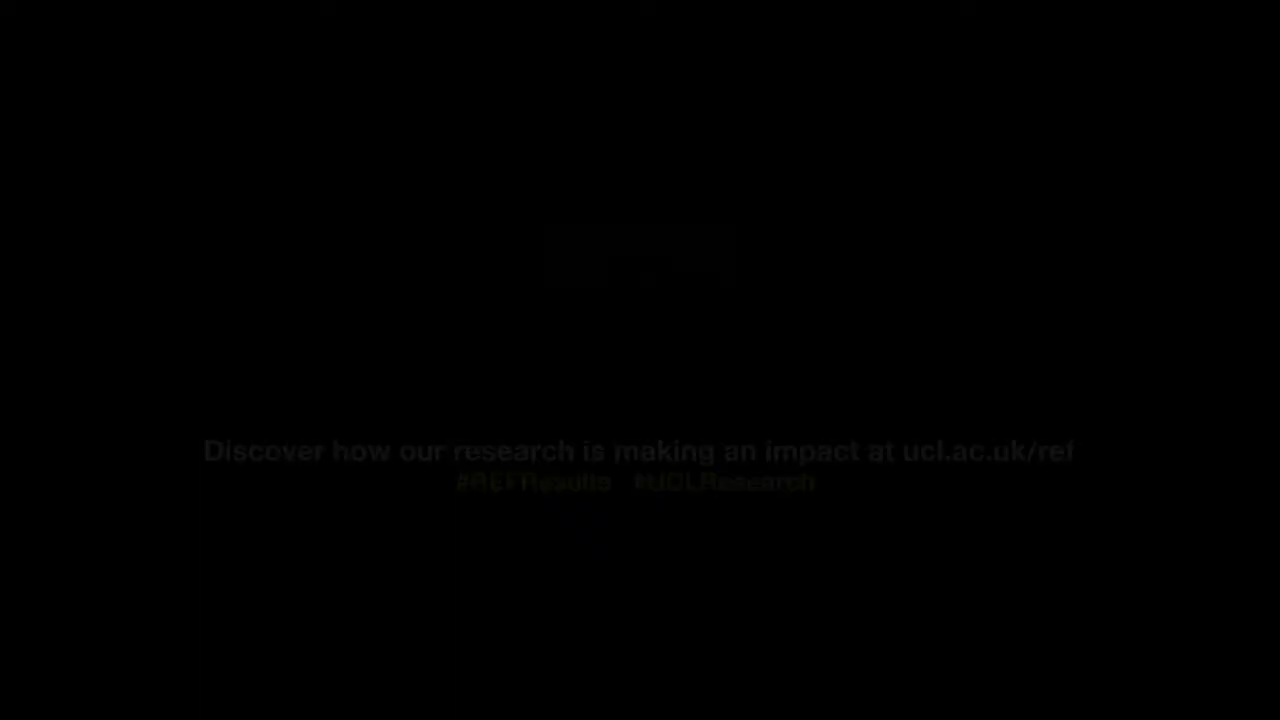 Discover how our research is making an impact at ucl.ac.uk/ref
#REFResults #UCLResearch